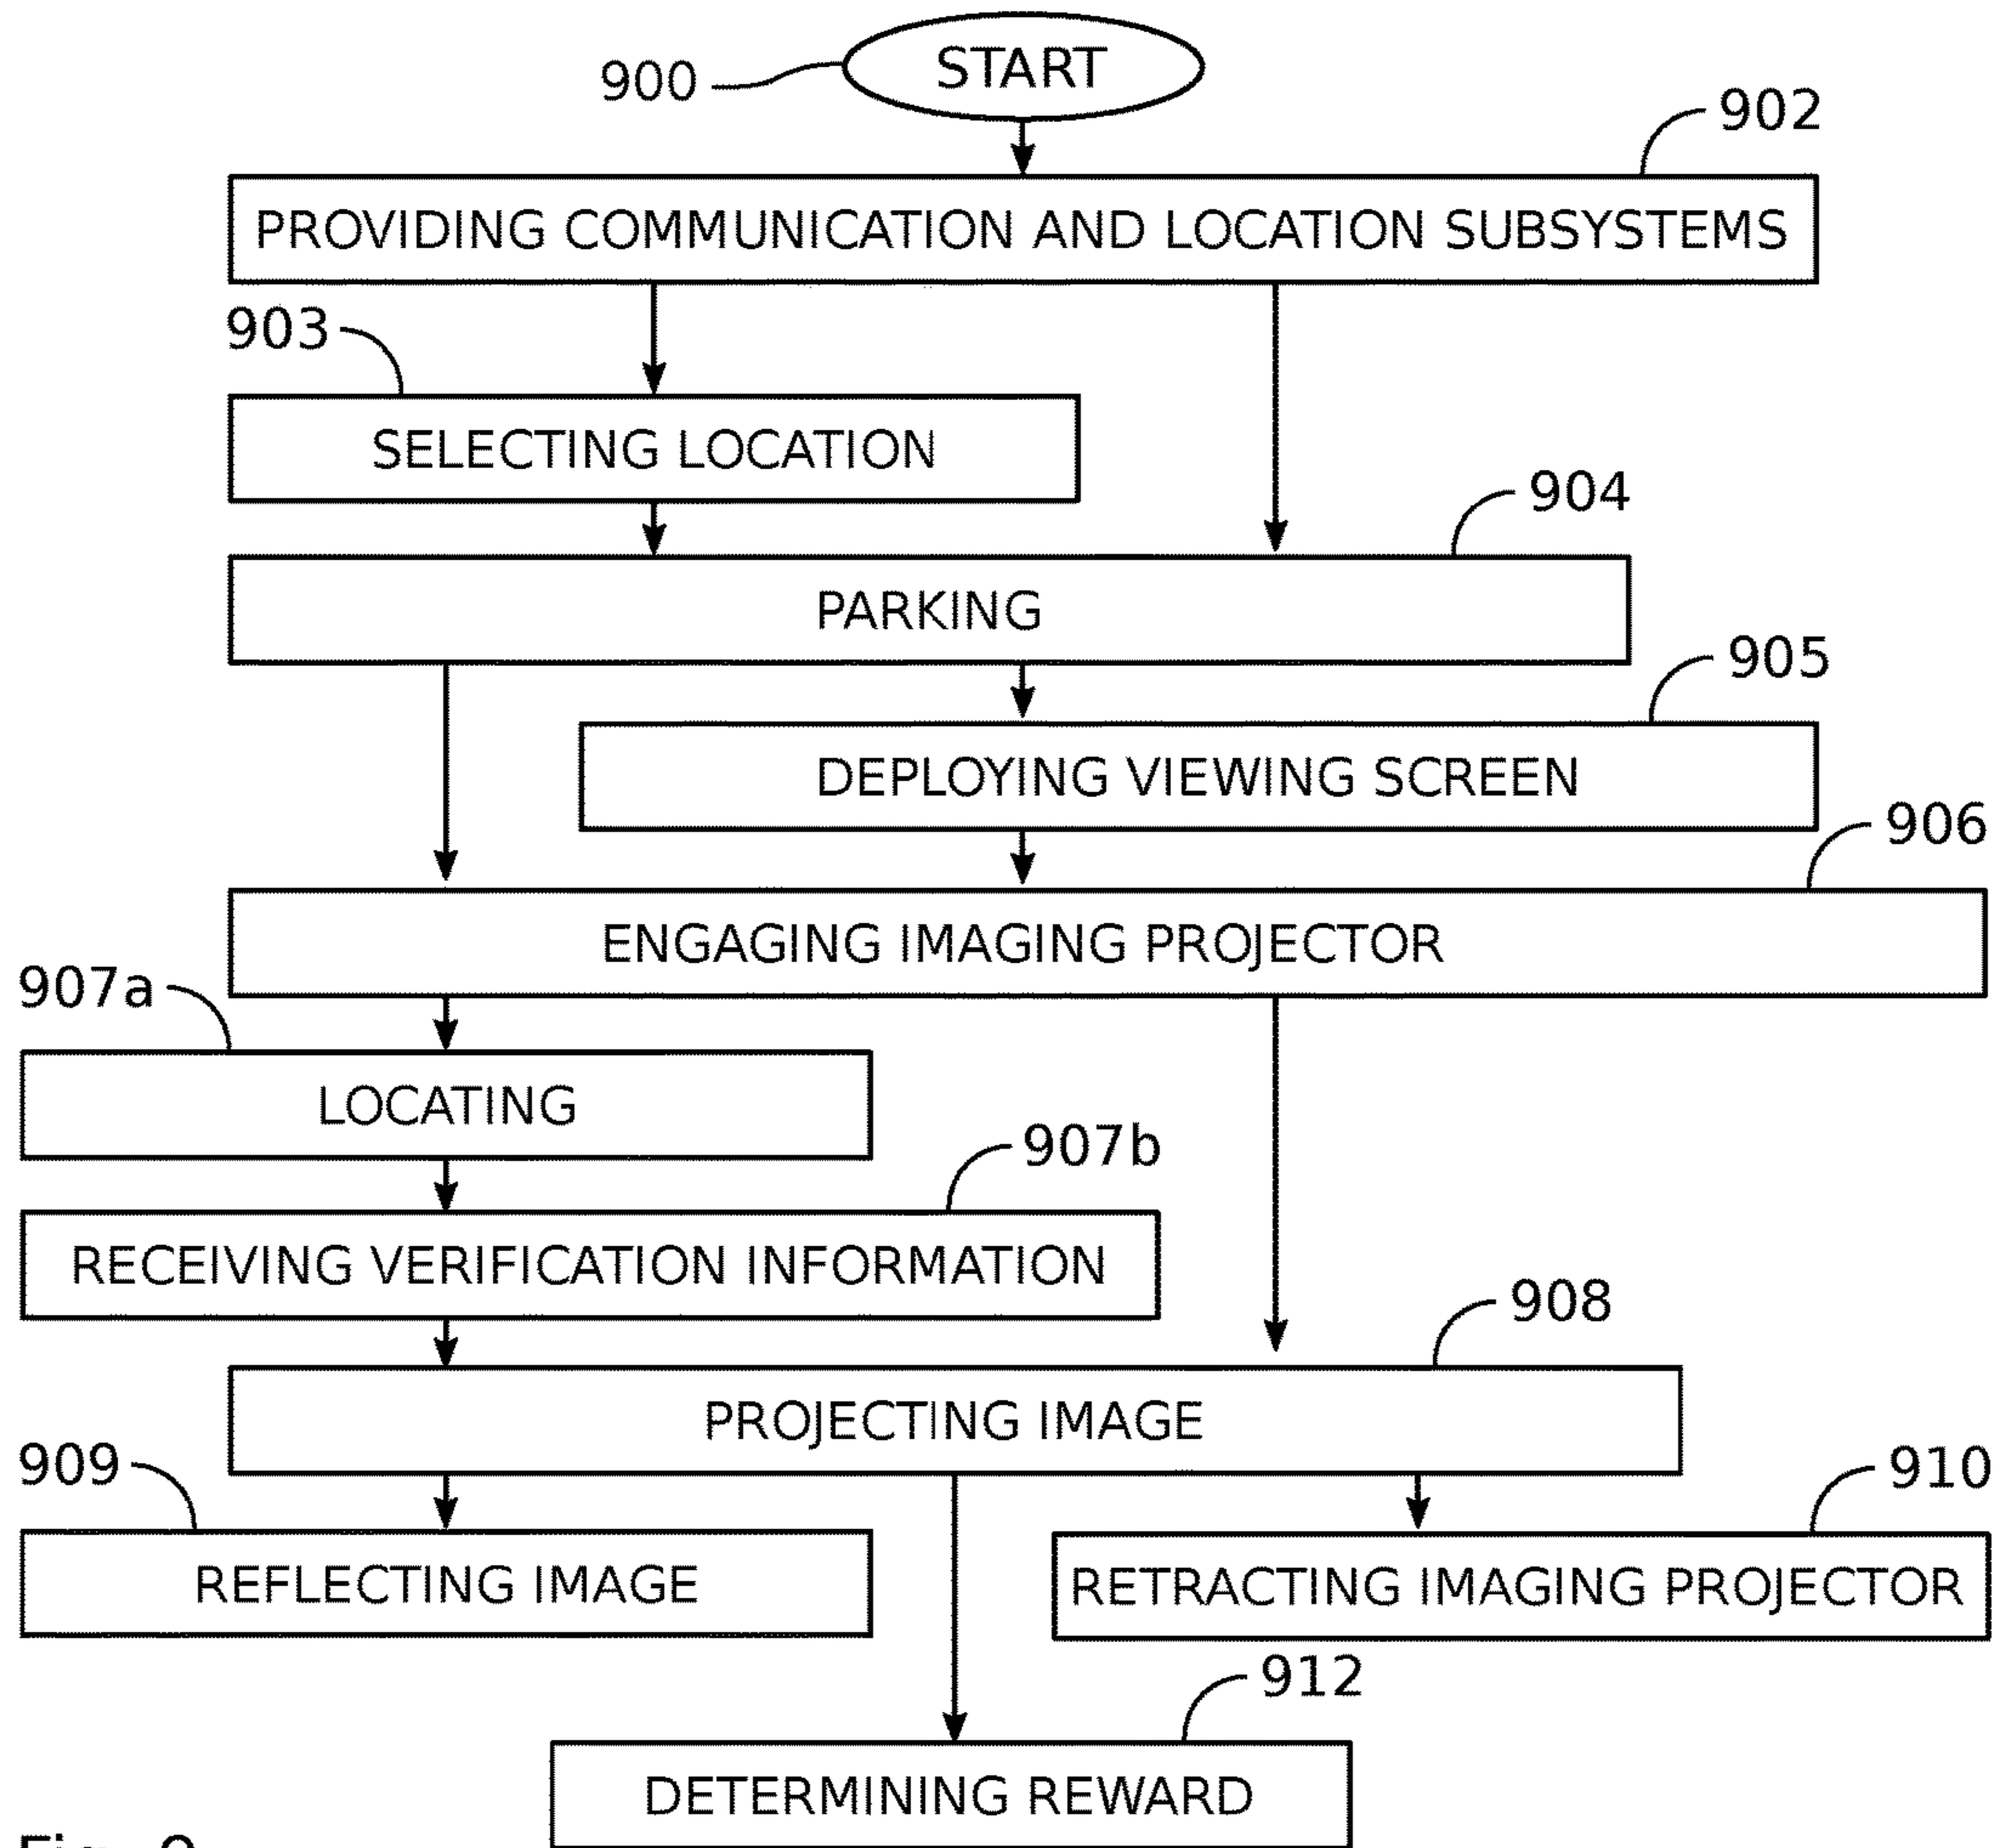 START
900
902
PROVIDING COMMUNICATION AND LOCATION SUBSYSTEMS
903
SELECTING LOCATION
904
PARKING
905
DEPLOYING VIEWING SCREEN
906
ENGAGING IMAGING PROJECTOR
907a
LOCATING
907b
RECEIVING VERIFICATION INFORMATION
908
PROJECTING IMAGE
909
REFLECTING IMAGE
910
RETRACTING IMAGING PROJECTOR
912
DETERMINING REWARD